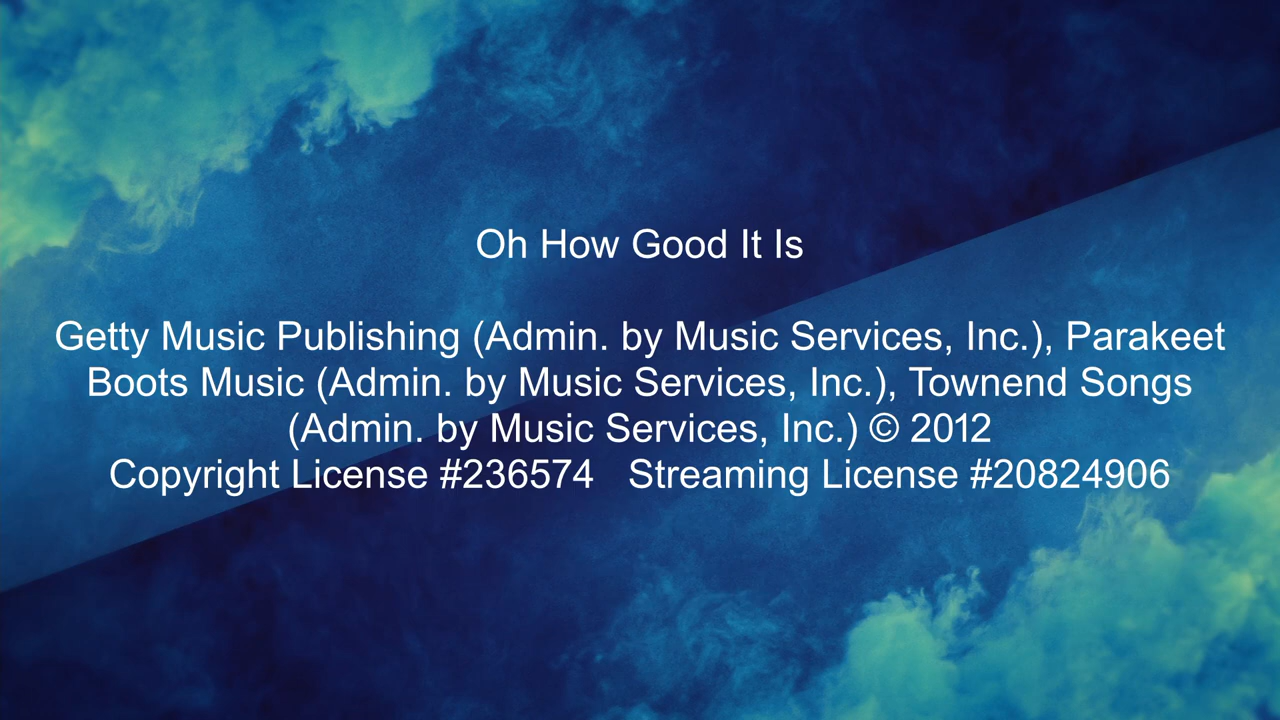 Oh How Good It Is
Getty Music Publishing (Admin. by Music Services, Inc.), Parakeet
Boots Music (Admin. by Music Services, Inc.), Townend Songs
(Admin. by Music Services, Inc.) © 2012
Copyright License #236574   Streaming License #20824906